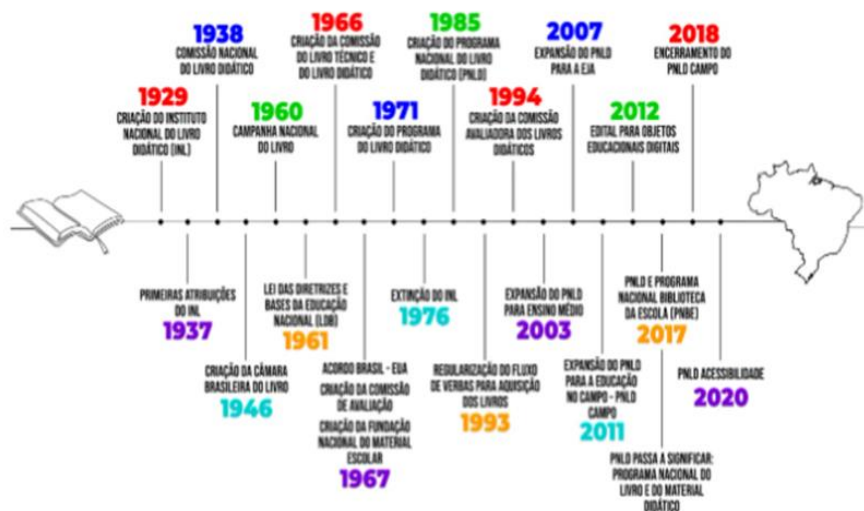 1929
CRIAÇÃO DO INSTITUTO
NACIONAL DO LIVRO
DIDÁTICO (INL)
1938
COMISSÃO NACIONAL
DO LIVRO DIDÁTICO
1960
CAMPANHA NACIONAL
DO LIVRO
1966
CRIAÇÃO DA COMISSÃO
DO LIVRO TÉCNICO E
DO LIVRO DIDÁTICO
1971
CRIAÇÃO DO PROGRAMA
DO LIVRO DIDÁTICO
1985
CRIAÇÃO DO PROGRAMA
NACIONAL DO LIVRO
DIDÁTICO (PNLD)
1994
CRIAÇÃO DA COMISSÃO
AVALIADORA DOS LIVROS
DIDÁTICOS
2007
EXPANSÃO DO PNLD
PARA A EJA
2012
EDITAL PARA OBJETOS
EDUCACIONAIS DIGITAIS
2018
ENCERRAMENTO DO
PNLD CAMPO
PRIMEIRAS ATRIBUIÇÕES
DO INL
1937
CRIAÇÃO DA CÂMARA
BRASILEIRA DO LIVRO
1946
LEI DAS DIRETRIZES E
BASES DA EDUCAÇÃO
NACIONAL (LDB)
1961
ACORDO BRASIL - EUA
CRIAÇÃO DA COMISSÃO
DE AVALIAÇÃO
CRIAÇÃO DA FUNDAÇÃO
NACIONAL DO MATERIAL
ESCOLAR
1967
EXTINÇÃO DO INL
1976
REGULARIZAÇÃO DO FLUXO
DE VERBAS PARA AQUISIÇÃO
DOS LIVROS
1993
EXPANSÃO DO PNLD
PARA ENSINO MÉDIO
2003
EXPANSÃO DO PNLD
PARA A EDUCAÇÃO
NO CAMPO - PNLD
CAMPO
2011
PNLD E PROGRAMA
NACIONAL BIBLIOTECA
DA ESCOLA (PNBE)
2017
PNLD PASSA A SIGNIFICAR:
PROGRAMA NACIONAL DO
LIVRO E DO MATERIAL
DIDÁTICO
PNLD ACESSIBILIDADE
2020